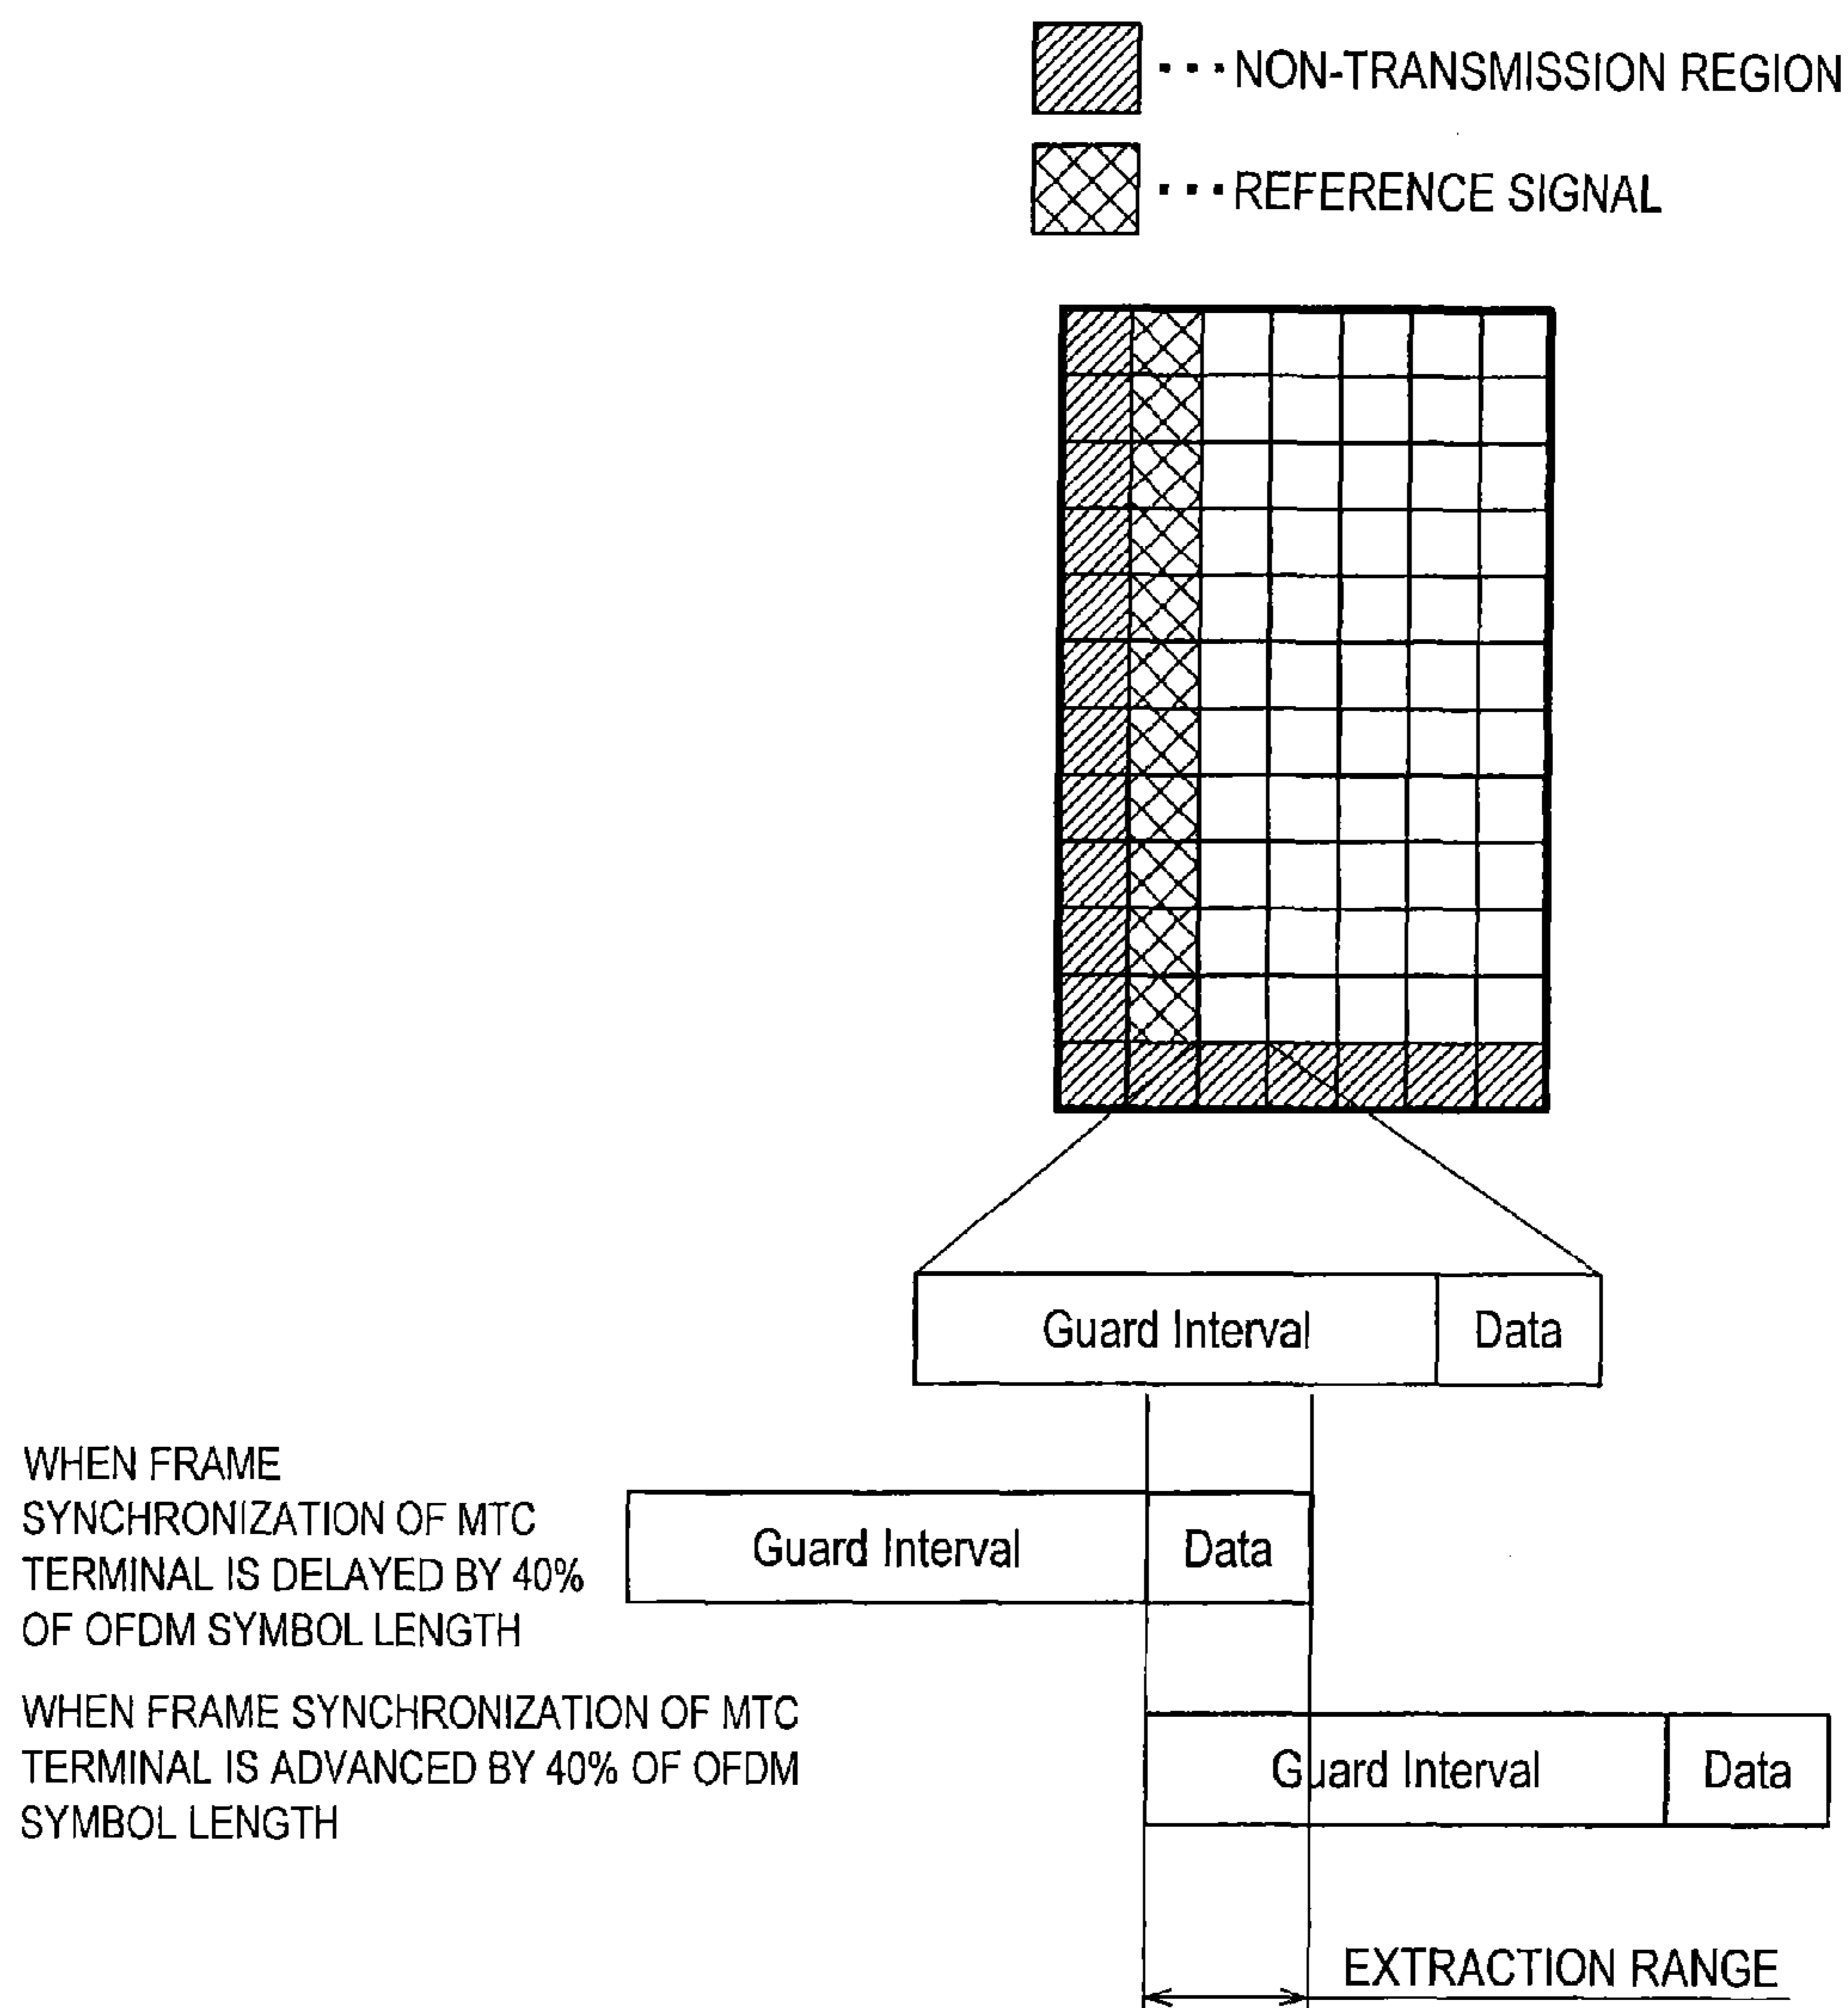 ···NON-TRANSMISSION REGION
···REFERENCE SIGNAL
Guard Interval Data
WHEN FRAME
SYNCHRONIZATION OF MTC
TERMINAL IS DELAYED BY 40%
OF OFDM SYMBOL LENGTH
Guard Interval Data
WHEN FRAME SYNCHRONIZATION OF MTC
TERMINAL IS ADVANCED BY 40% OF OFDM
SYMBOL LENGTH
Guard Interval Data
EXTRACTION RANGE